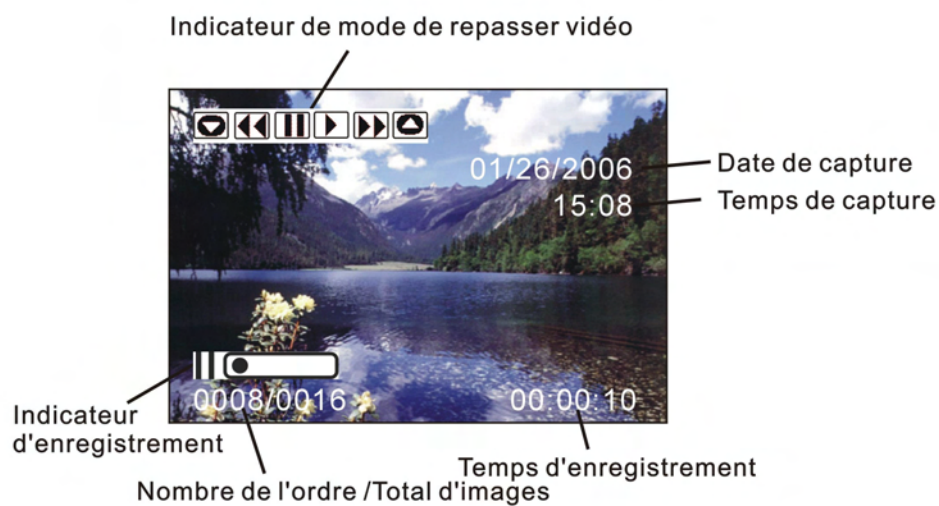 Indicateur de mode de repasser vidéo
01/26/2006
Date de capture
15:08
Temps de capture
0008/0016
00:00:10
Indicateur
d'enregistrement
Temps d'enregistrement
Nombre de l'ordre /Total d'images